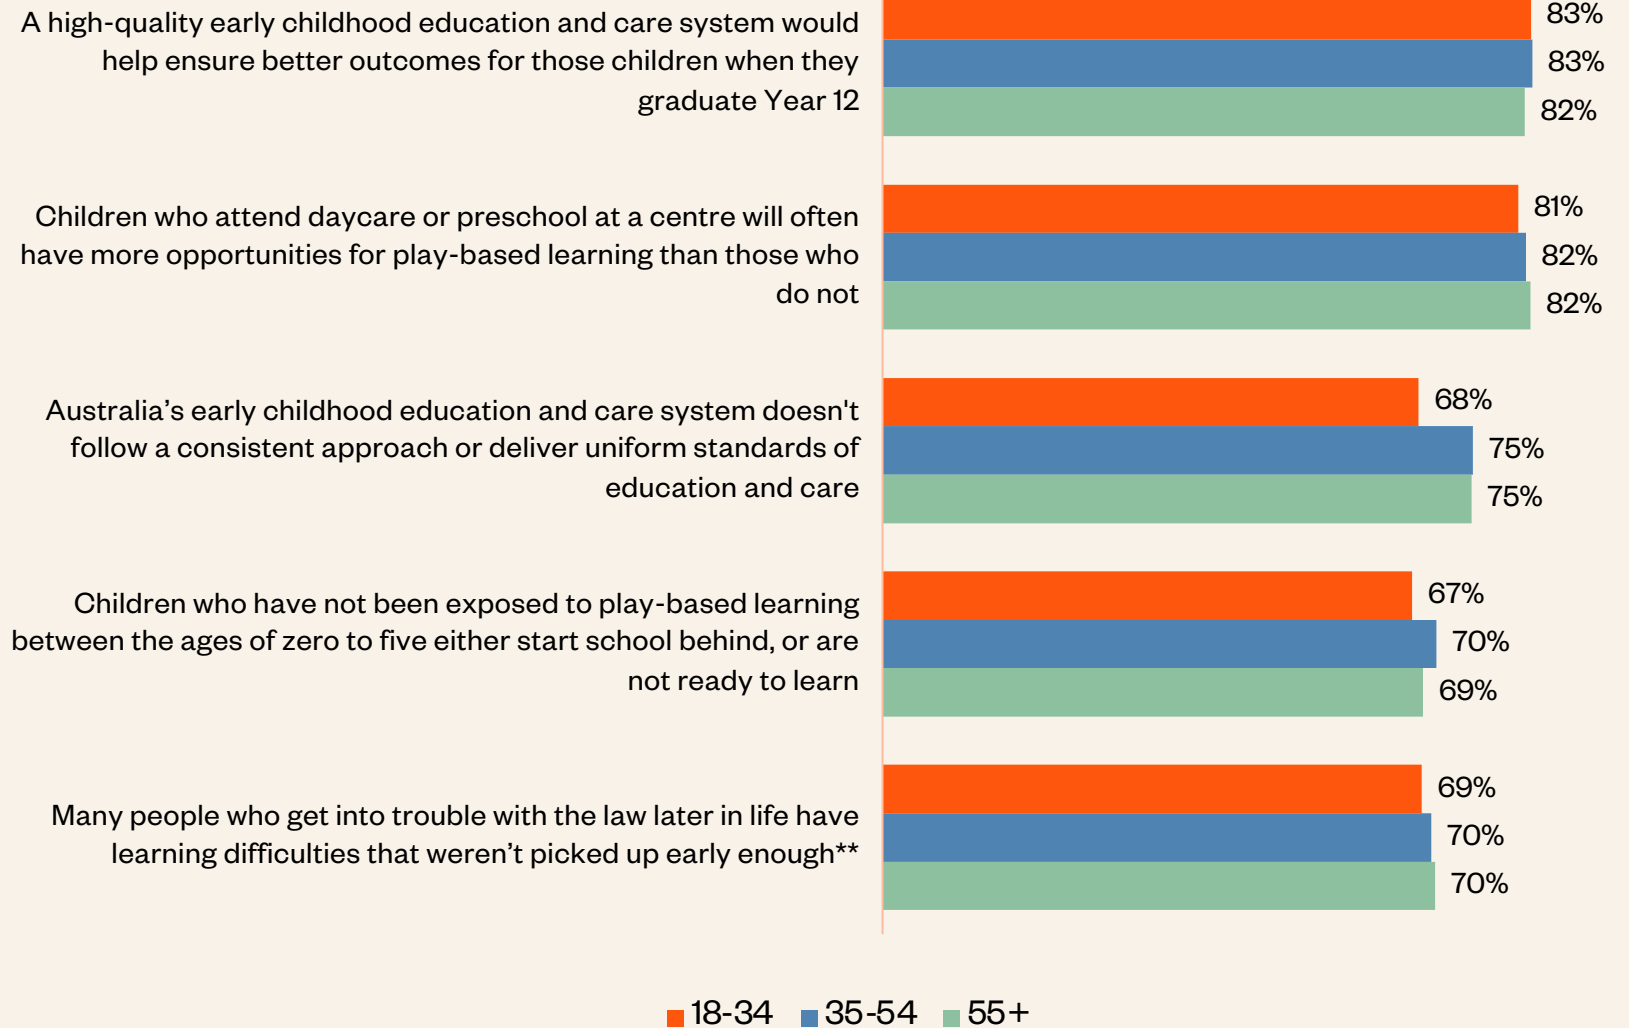 A high-quality early childhood education and care system would
help ensure better outcomes for those children when they
graduate Year 12
83%
83%
82%
Children who attend daycare or preschool at a centre will often
have more opportunities for play-based learning than those who
do not
81%
82%
82%
Australia’s early childhood education and care system doesn't
follow a consistent approach or deliver uniform standards of
education and care
68%
75%
75%
Children who have not been exposed to play-based learning
between the ages of zero to five either start school behind, or are
not ready to learn
67%
70%
69%
Many people who get into trouble with the law later in life have
learning difficulties that weren’t picked up early enough**
69%
70%
70%
18-34 35-54 55+